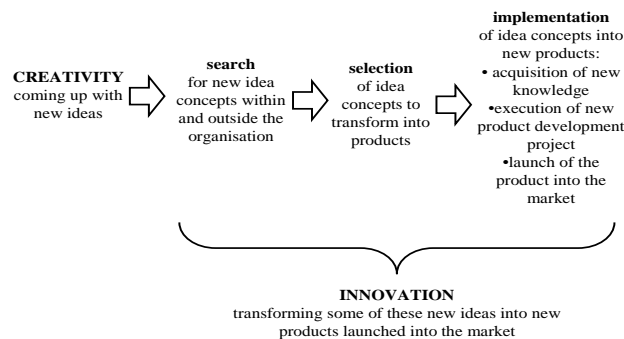 CREATIVITY
coming up with
new ideas
search
for new idea
concepts within
and outside the
organisation
selection
of idea
concepts to
transform into
products
implementation
of idea concepts into
new products:
• acquisition of new
knowledge
•execution of new
product development
project
•launch of the
product into the
market
INNOVATION
transforming some of these new ideas into new
products launched into the market